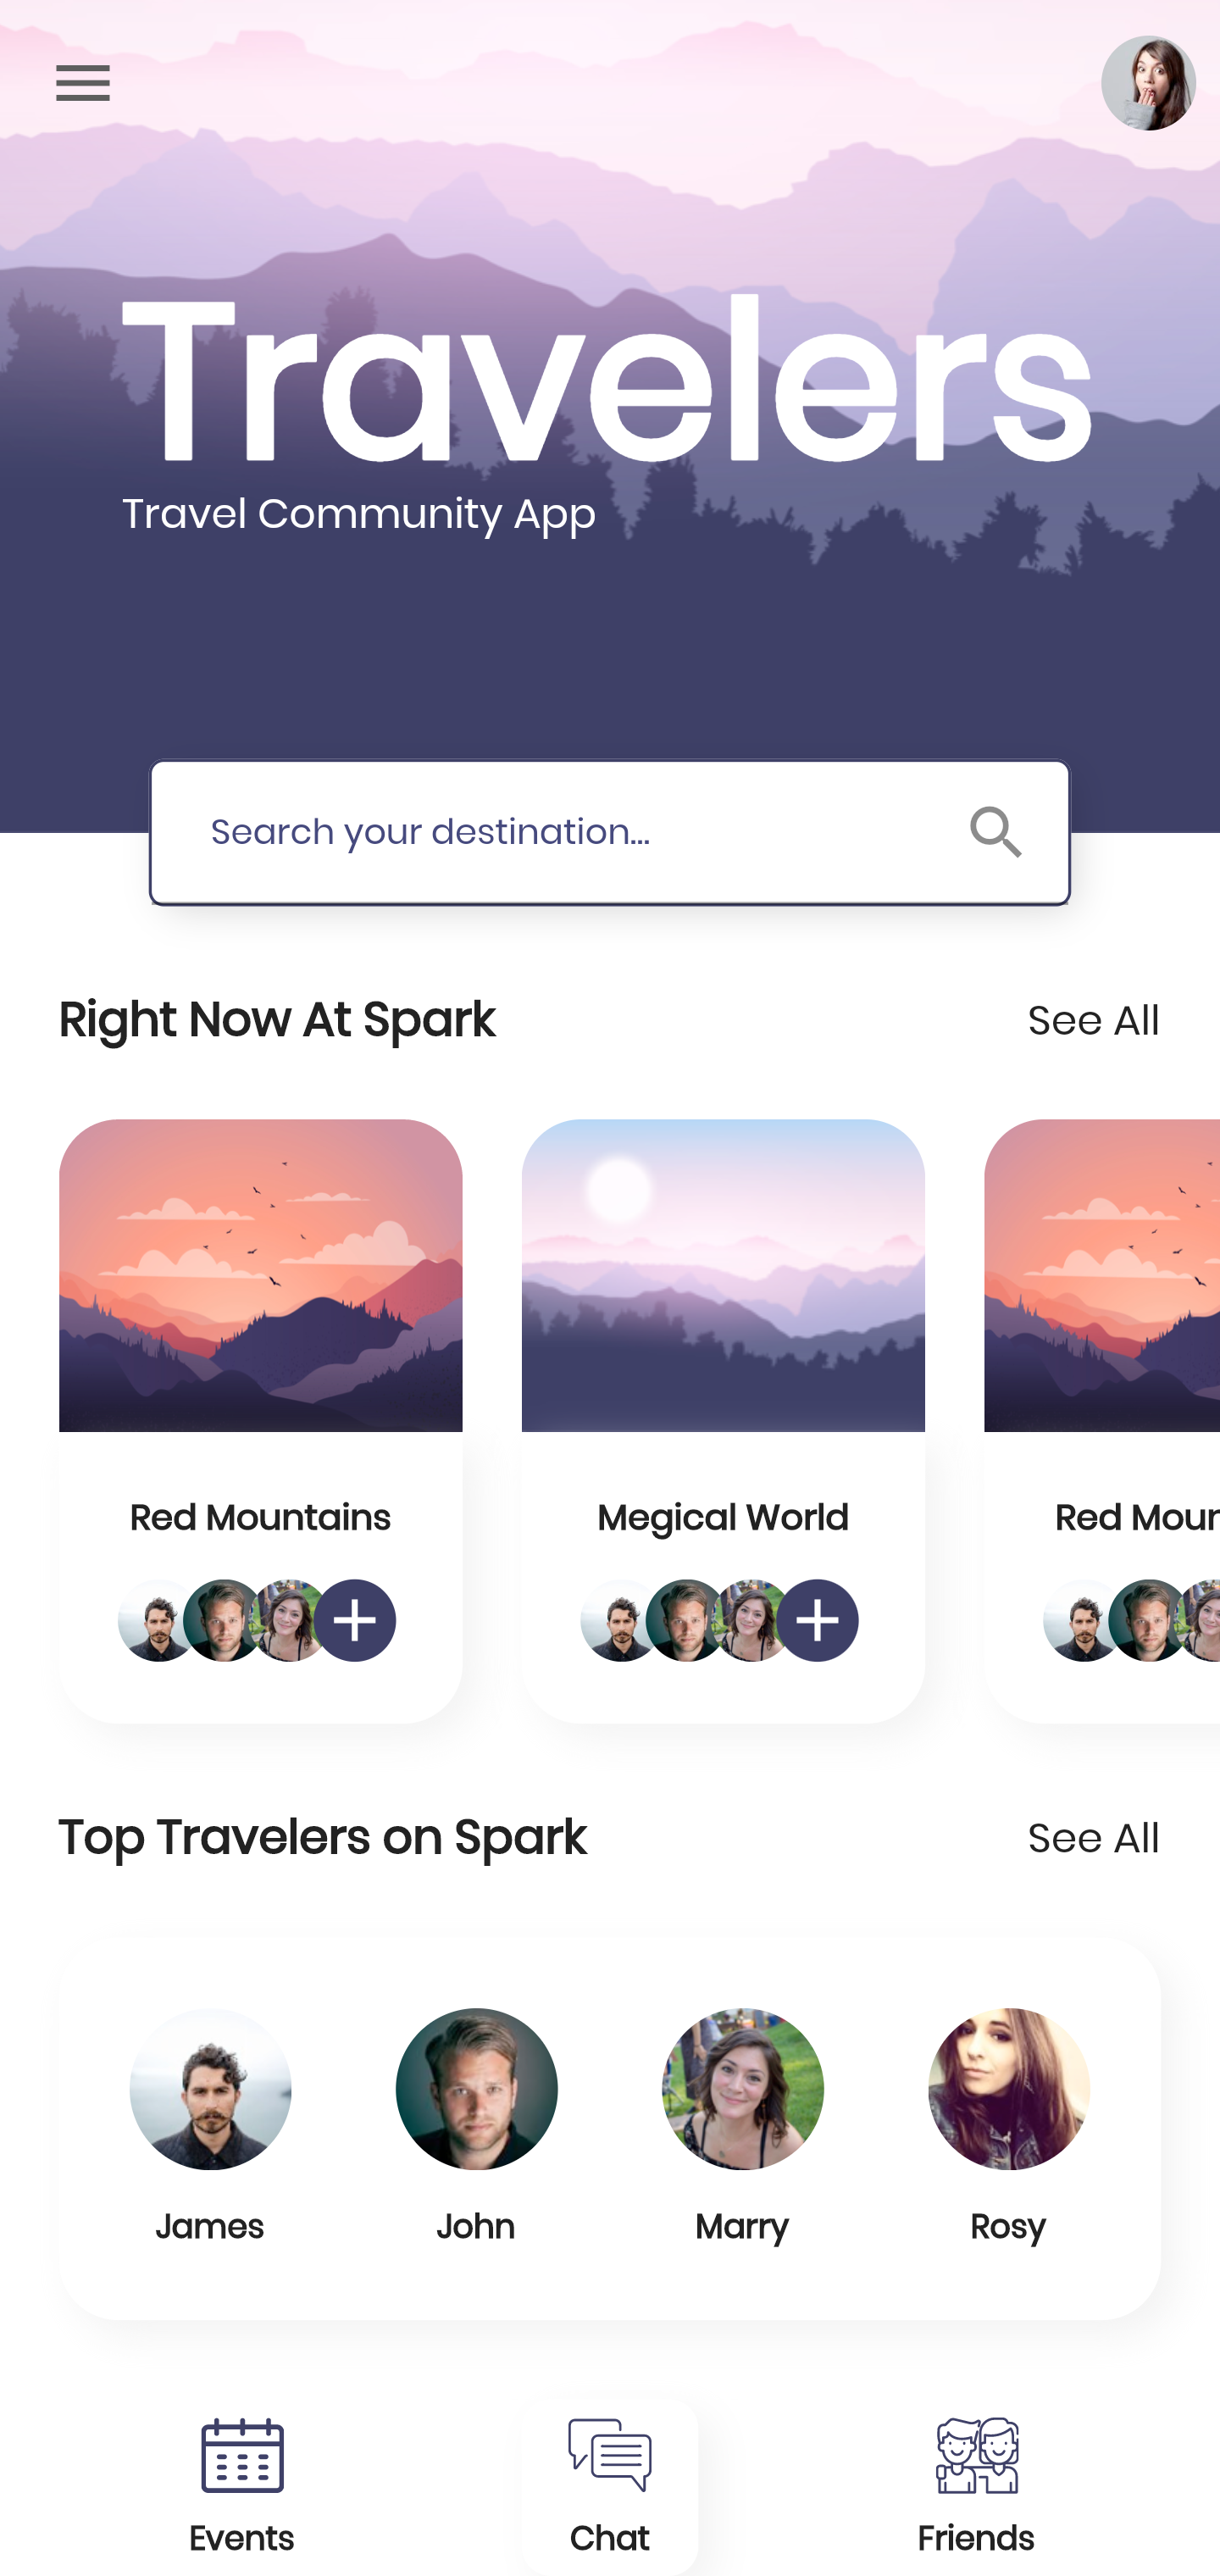 Travelers
Travel Community App
Search your destination...
Right Now At Spark
See All
Red Mountains
Megical World
Red Mour
Top Travelers on Spark
See All
James
John
Marry
Rosy
Events
Chat
Friends